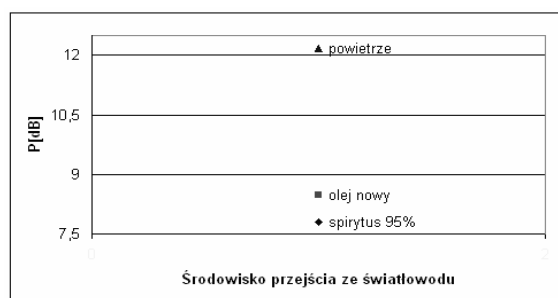 12
10,5
9
7,5
P[dB]
powietrze
olej nowy
spirytus 95%
0
2
Środowisko przejścia ze światłowodu